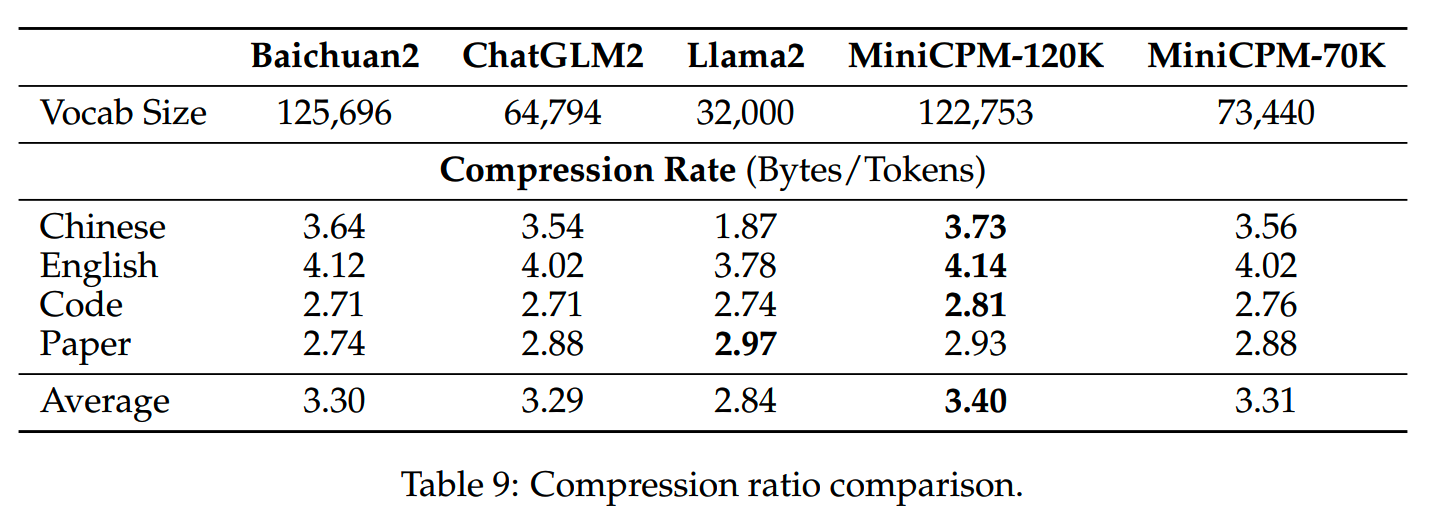 Baichuan2 ChatGLM2 Llama2 MiniCPM-120K MiniCPM-70K
Vocab Size 125,696 64,794 32,000 122,753 73,440
Compression Rate (Bytes/Tokens)
Chinese 3.64 3.54 1.87 3.73 3.56
English 4.12 4.02 3.78 4.14 4.02
Code 2.71 2.71 2.74 2.81 2.76
Paper 2.74 2.88 2.97 2.93 2.88
Average 3.30 3.29 2.84 3.40 3.31
Table 9: Compression ratio comparison.